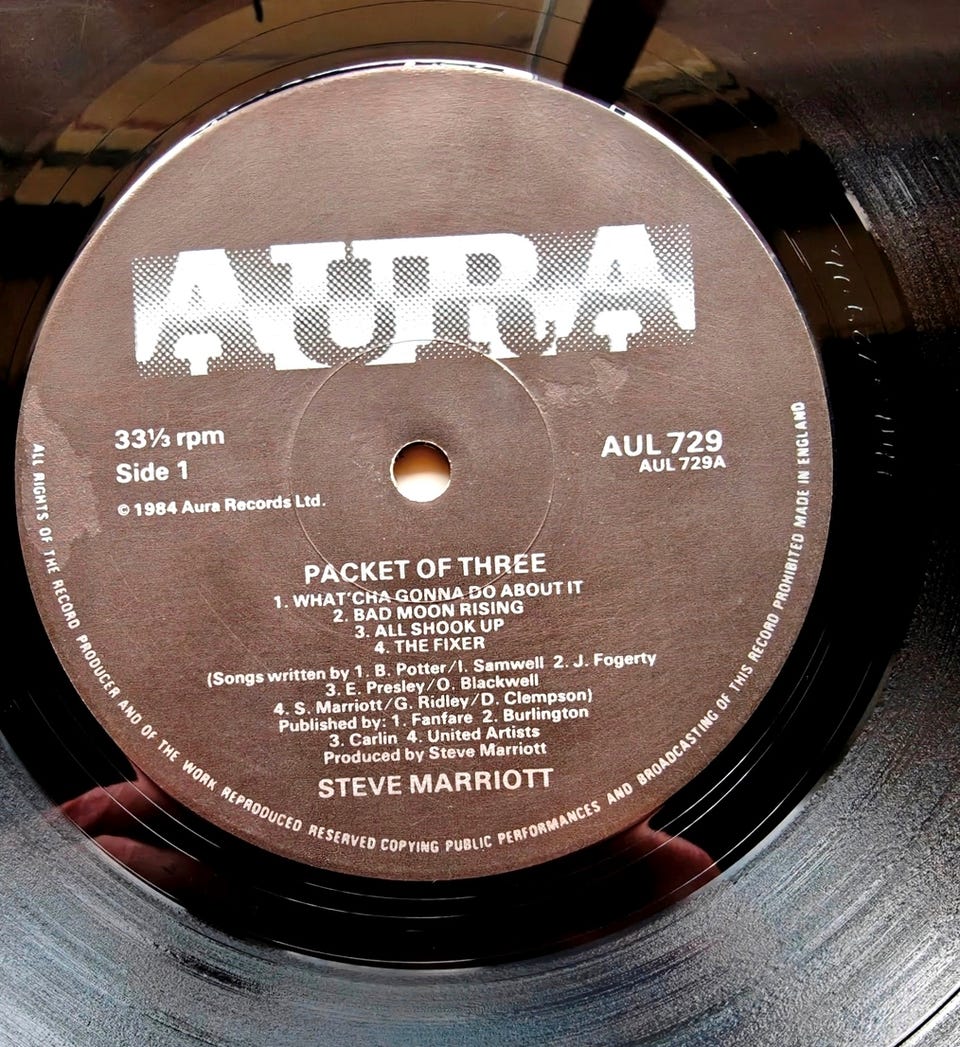 AURA
33⅓ rpm
Side 1
© 1984 Aura Records Ltd.
AUL 729
AUL 729A
PACKET OF THREE
1. WHAT'CHA GONNA DO ABOUT IT
2. BAD MOON RISING
3. ALL SHOOK UP
4. THE FIXER
(Songs written by 1. B. Potter/I. Samwell 2. J. Fogerty
3. E. Presley/O. Blackwell
4. S. Marriott/G. Ridley/D. Clempson)
Published by: 1. Fanfare 2. Burlington
3. Carlin 4. United Artists
Produced by Steve Marriott
STEVE MARRIOTT
ALL RIGHTS OF THE RECORD PRODUCER AND OF THE WORK REPRODUCED RESERVED COPYING PUBLIC PERFORMANCES AND BROADCASTING OF THIS RECORD PROHIBITED MADE IN ENGLAND